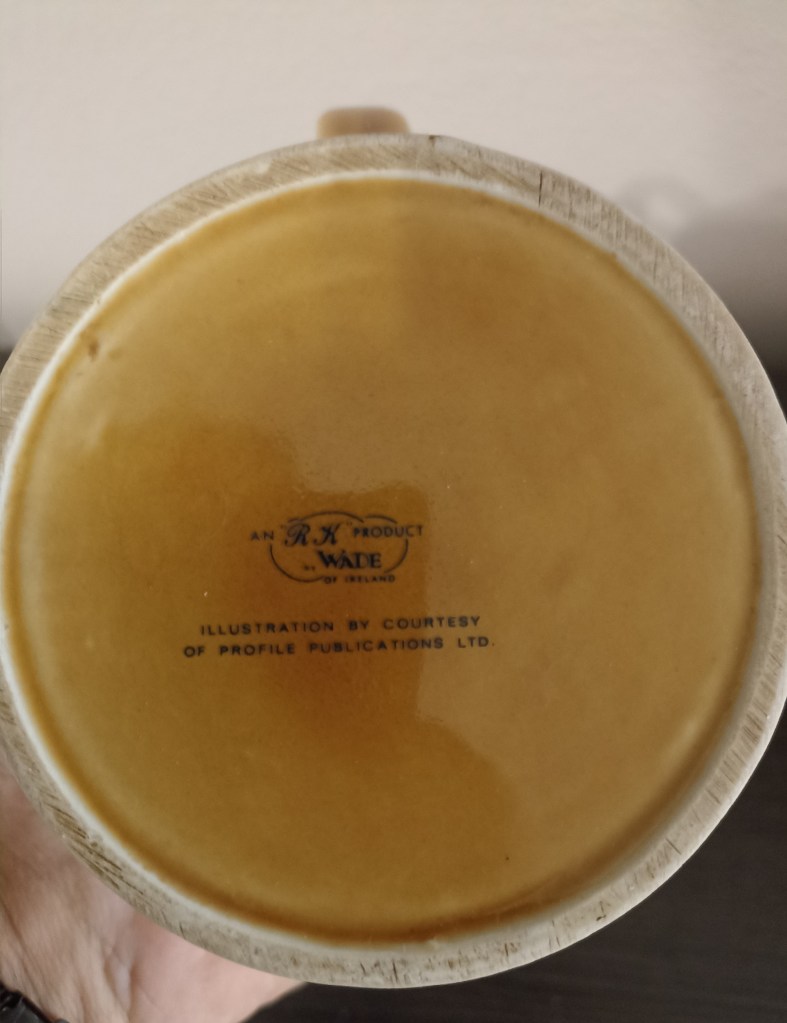 AN "RK" PRODUCT
BY WADE
OF IRELAND
ILLUSTRATION BY COURTESY
OF PROFILE PUBLICATIONS LTD.